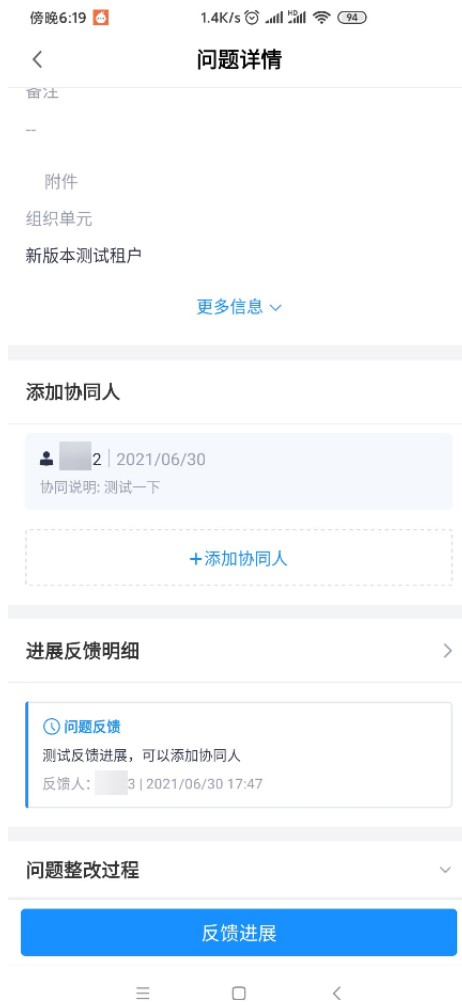 傍晚6:19 1.4K/s HD 94
问题详情
备注
--
附件
组织单元
新版本测试租户
更多信息
添加协同人
2 | 2021/06/30
协同说明: 测试一下
+添加协同人
进展反馈明细
问题反馈
测试反馈进展，可以添加协同人
反馈人: 3 | 2021/06/30 17:47
问题整改过程
反馈进展